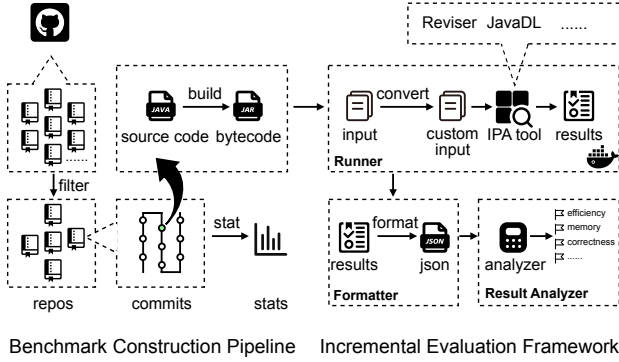 Reviser JavaDL ......
JAVA
build
JAR
source code
bytecode
convert
input
custom
input
IPA tool
results
Runner
......
filter
stat
repos
commits
stats
format
JSON
results
json
Formatter
analyzer
efficiency
memory
correctness
......
Result Analyzer
Benchmark Construction Pipeline
Incremental Evaluation Framework